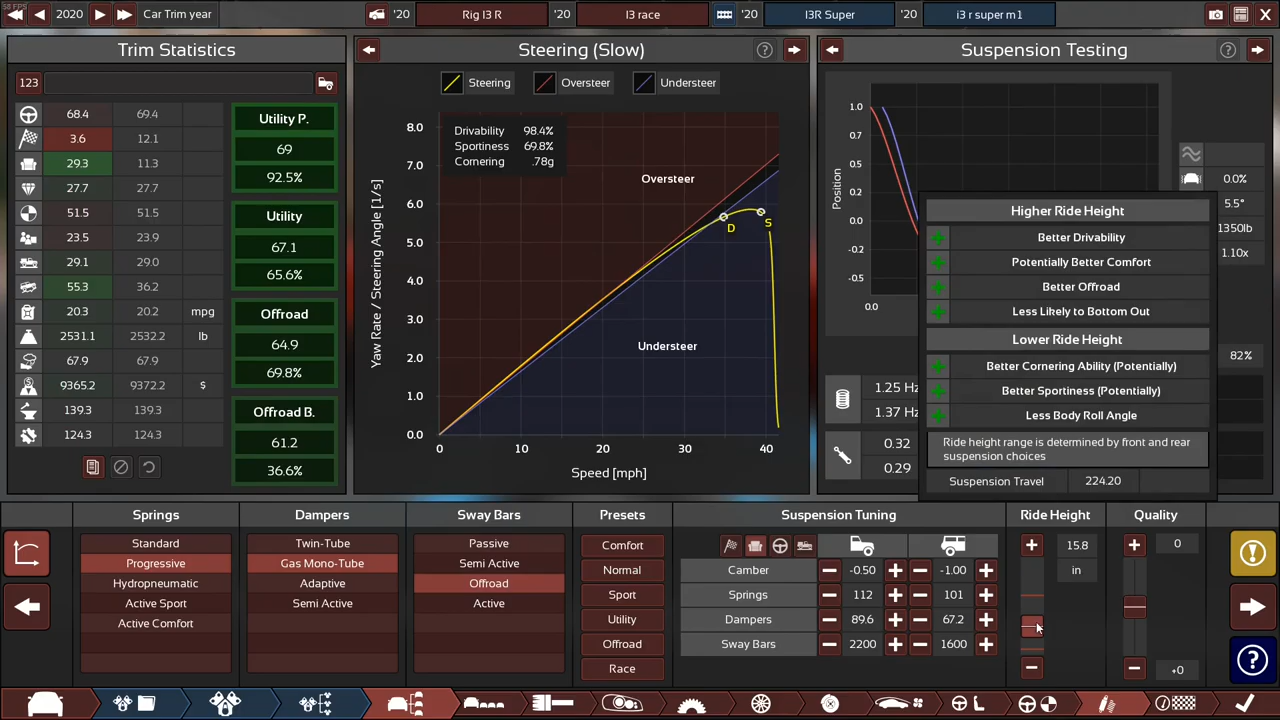 58 FPS
2020
Car Trim year
'20
Rig I3 R
'20
I3 race
'20
I3R Super
'20
i3 r super m1
Trim Statistics
123
68.4 69.4
3.6 12.1
29.3 11.3
27.7 27.7
51.5 51.5
23.5 23.9
29.1 29.0
55.3 36.2
20.3 20.2 mpg
2531.1 2532.2 lb
67.9 67.9
9365.2 9372.2 $
139.3 139.3
124.3 124.3
Utility P.
69
92.5%
Utility
67.1
65.6%
Offroad
64.9
69.8%
Offroad B.
61.2
36.6%
Steering (Slow)
?
Steering
Oversteer
Understeer
Drivability 98.4%
Sportiness 69.8%
Cornering .78g
Oversteer
Understeer
D
S
8.0
7.0
6.0
5.0
4.0
3.0
2.0
1.0
0.0
0 10 20 30 40
Yaw Rate / Steering Angle [1/s]
Speed [mph]
Suspension Testing
?
Position
1.0
0.7
0.5
0.2
0.0
-0.2
-0.5
0.0
0.0%
5.5°
1350lb
1.10x
82%
1.25 Hz
1.37 Hz
0.32
0.29
Higher Ride Height
Better Drivability
Potentially Better Comfort
Better Offroad
Less Likely to Bottom Out
Lower Ride Height
Better Cornering Ability (Potentially)
Better Sportiness (Potentially)
Less Body Roll Angle
Ride height range is determined by front and rear
suspension choices
Suspension Travel 224.20
Springs
Standard
Progressive
Hydropneumatic
Active Sport
Active Comfort
Dampers
Twin-Tube
Gas Mono-Tube
Adaptive
Semi Active
Sway Bars
Passive
Semi Active
Offroad
Active
Presets
Comfort
Normal
Sport
Utility
Offroad
Race
Suspension Tuning
Camber -0.50 -1.00
Springs 112 101
Dampers 89.6 67.2
Sway Bars 2200 1600
Ride Height
15.8
in
Quality
0
+0
?